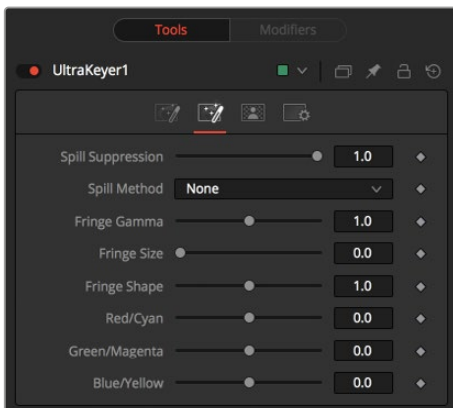 Tools Modifiers
UltraKeyer1
Spill Suppression 1.0
Spill Method None
Fringe Gamma 1.0
Fringe Size 0.0
Fringe Shape 1.0
Red/Cyan 0.0
Green/Magenta 0.0
Blue/Yellow 0.0